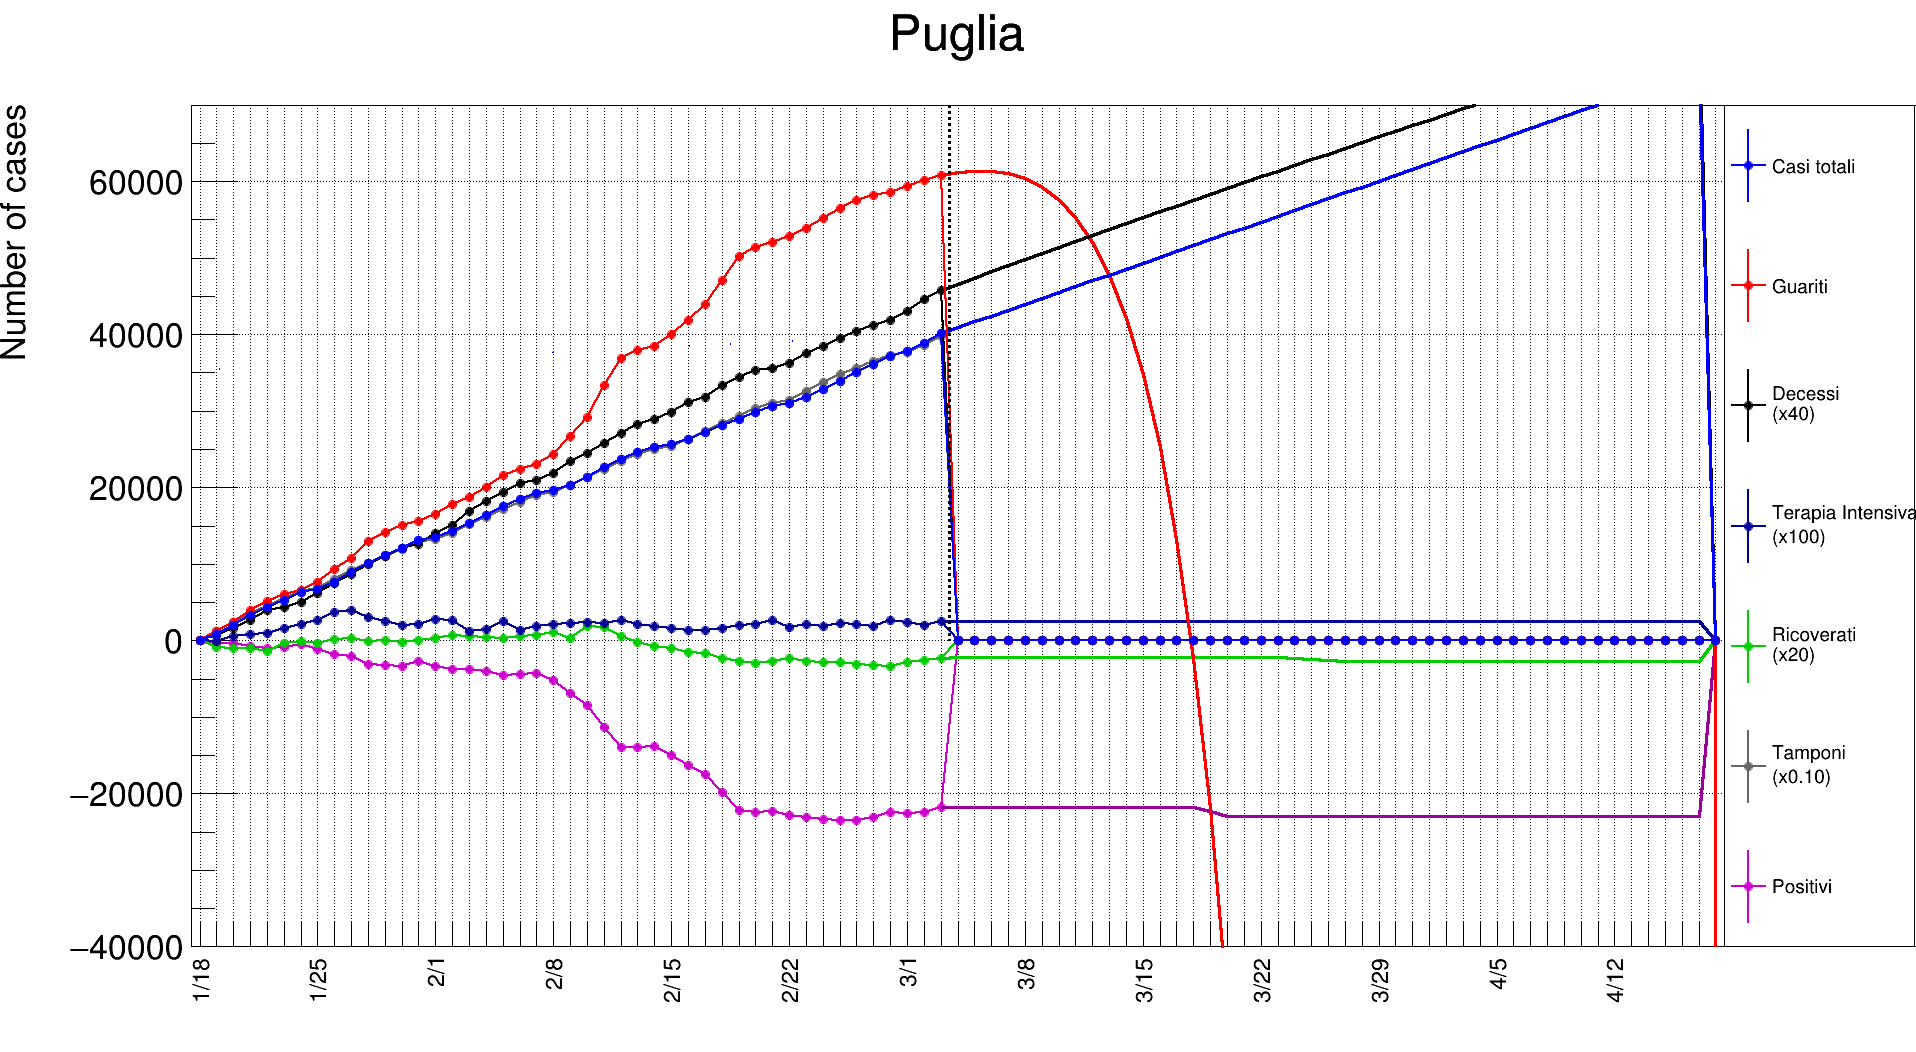 Puglia
Number of cases
60000
40000
20000
0
−20000
−40000
1/18
1/25
2/1
2/8
2/15
2/22
3/1
3/8
3/15
3/22
3/29
4/5
4/12
Casi totali
Guariti
Decessi
(x40)
Terapia Intensiva
(x100)
Ricoverati
(x20)
Tamponi
(x0.10)
Positivi